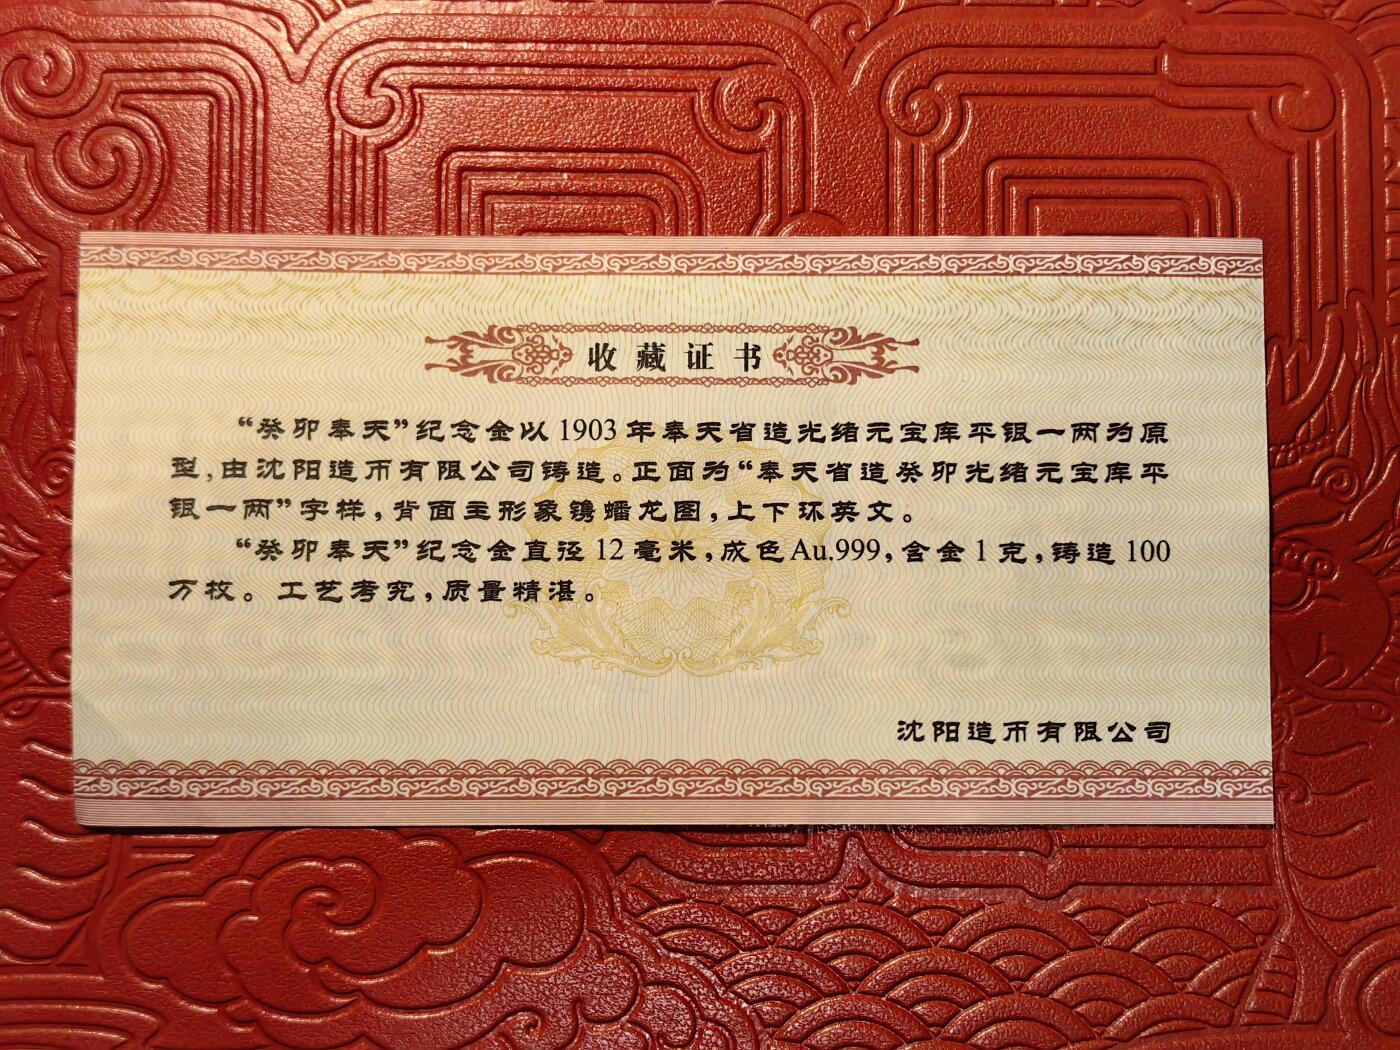 收藏证书
“癸卯奉天”纪念金以1903年奉天省造光绪元宝库平银一两为原
型,由沈阳造币有限公司铸造。正面为“奉天省造癸卯光绪元宝库平
银一两”字样,背面主形象镌蟠龙图,上下环英文。
“癸卯奉天”纪念金直径12毫米,成色Au.999,含金1克,铸造100
万枚。工艺考究,质量精湛。
沈阳造币有限公司